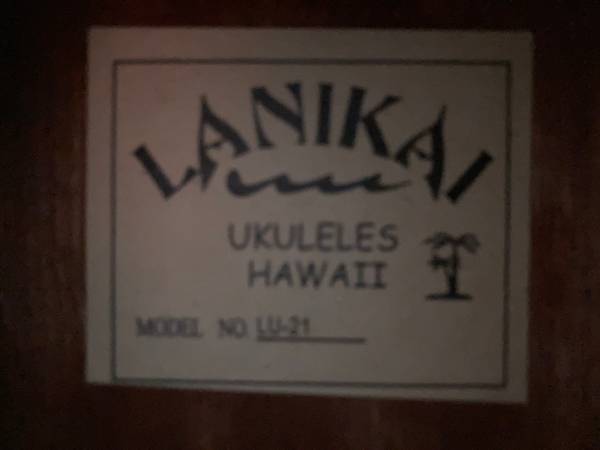 LANIKAI
UKULELES
HAWAII
MODEL NO. LU-21